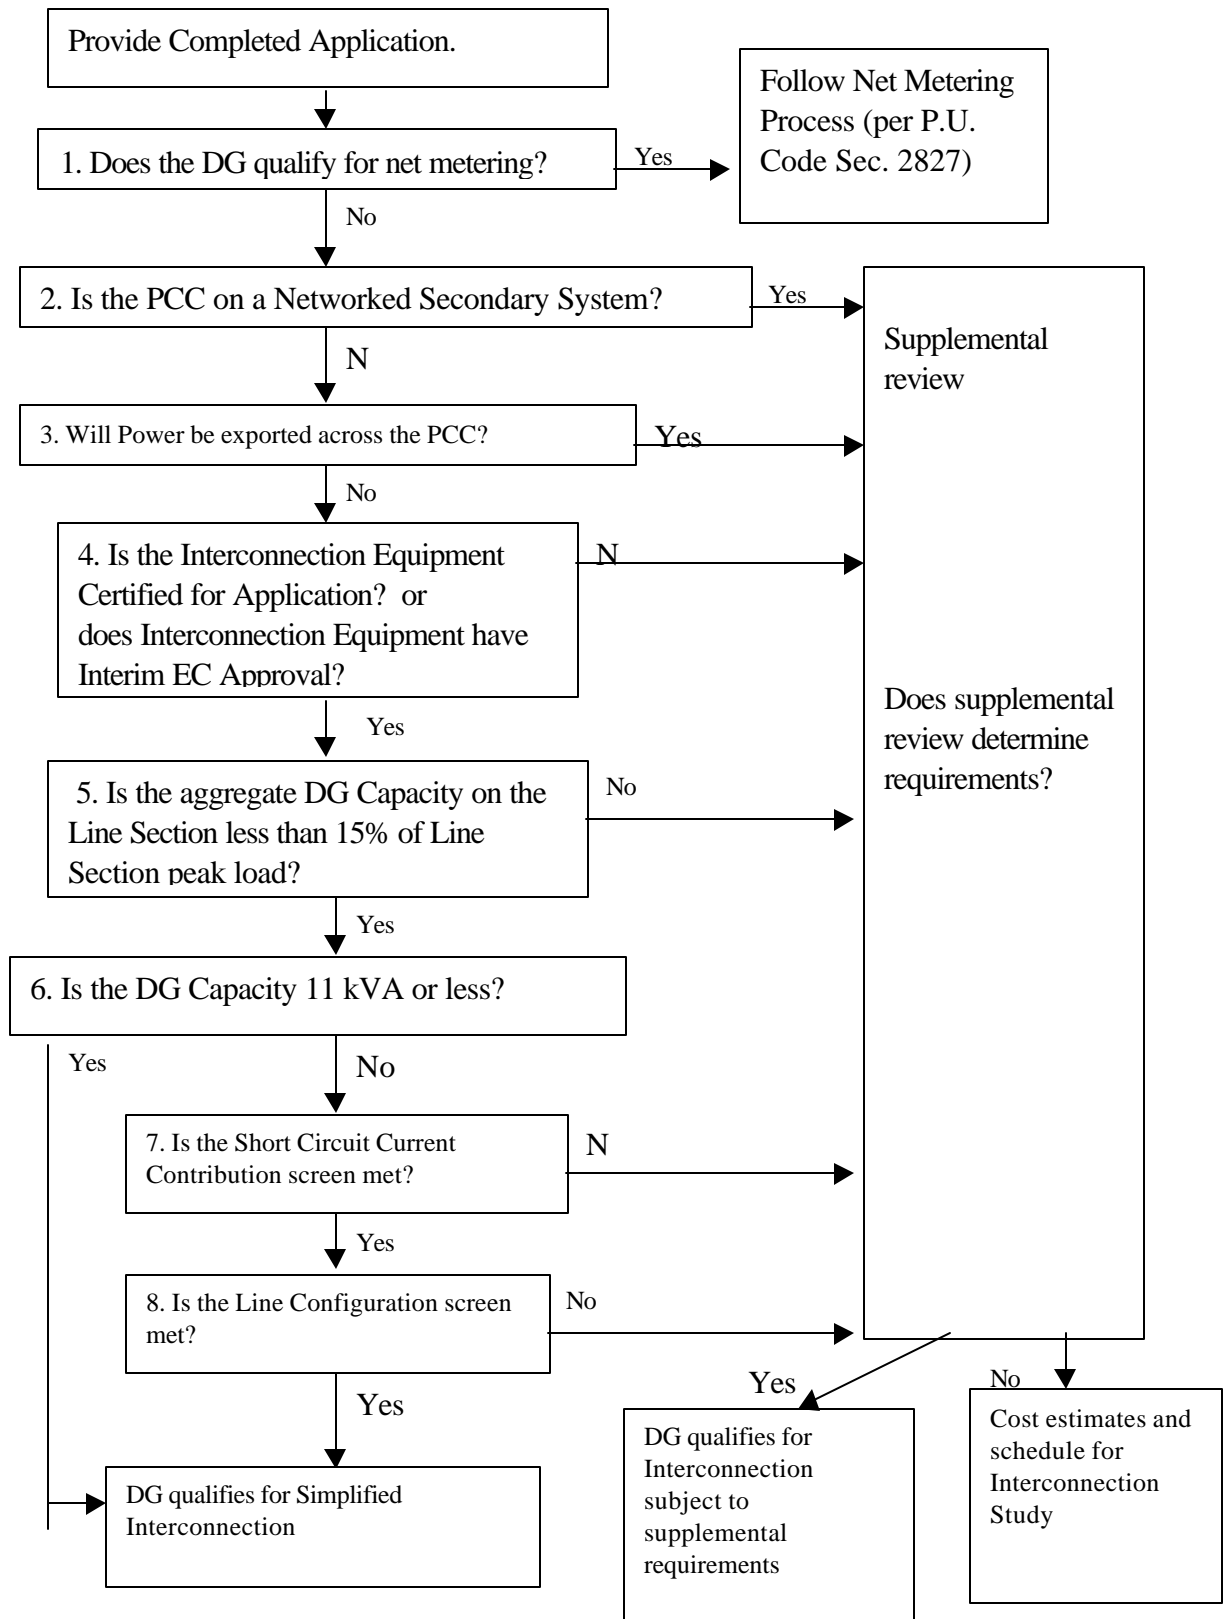 Provide Completed Application.
Follow Net Metering
Process (per P.U.
Code Sec. 2827)
1. Does the DG qualify for net metering?
Yes
No
2. Is the PCC on a Networked Secondary System?
Yes
N
Supplemental
review
3. Will Power be exported across the PCC?
Yes
No
4. Is the Interconnection Equipment
Certified for Application?  or
does Interconnection Equipment have
Interim EC Approval?
N
Yes
Does supplemental
review determine
requirements?
5. Is the aggregate DG Capacity on the
Line Section less than 15% of Line
Section peak load?
No
Yes
6. Is the DG Capacity 11 kVA or less?
Yes
No
7. Is the Short Circuit Current
Contribution screen met?
N
Yes
8. Is the Line Configuration screen
met?
No
Yes
Yes
No
DG qualifies for Simplified
Interconnection
DG qualifies for
Interconnection
subject to
supplemental
requirements
Cost estimates and
schedule for
Interconnection
Study